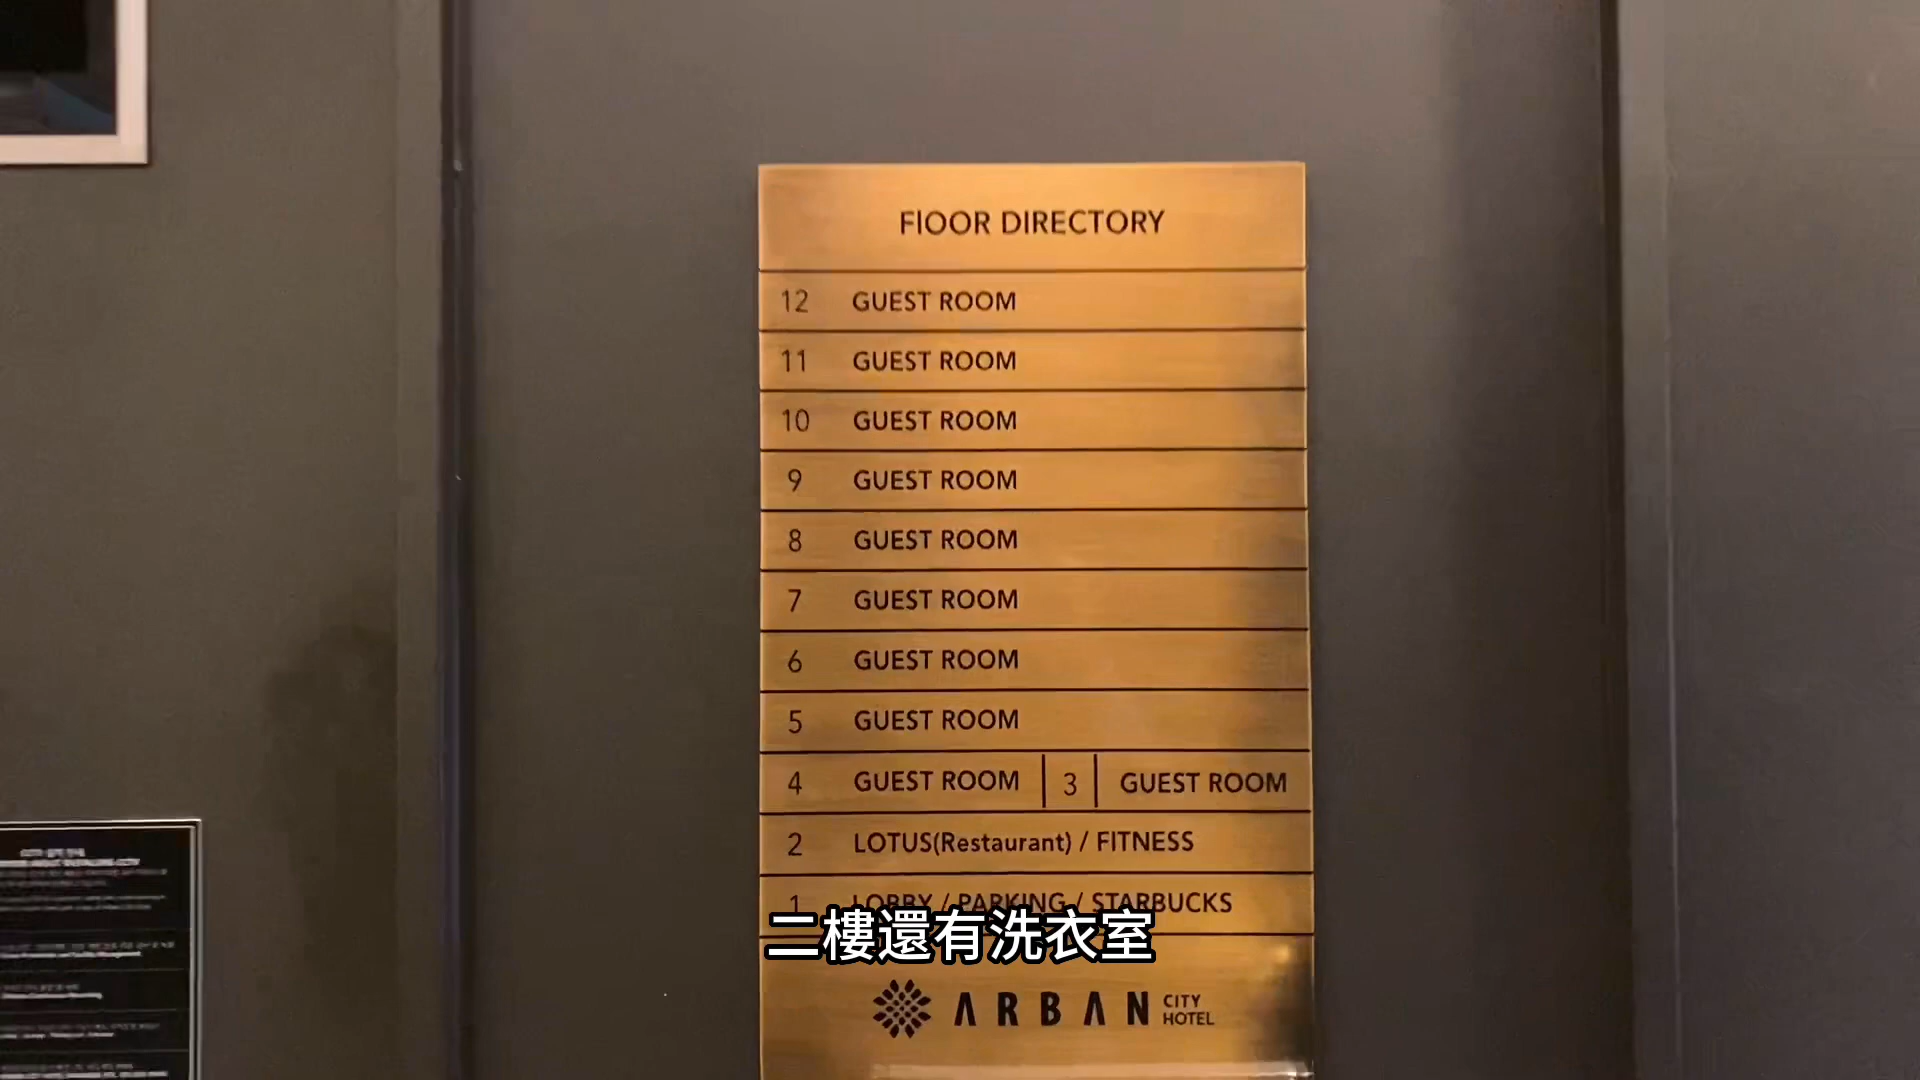 FlOOR DIRECTORY
12 GUEST ROOM
11 GUEST ROOM
10 GUEST ROOM
9 GUEST ROOM
8 GUEST ROOM
7 GUEST ROOM
6 GUEST ROOM
5 GUEST ROOM
4 GUEST ROOM 3 GUEST ROOM
2 LOTUS(Restaurant) / FITNESS
1 LOBBY / PARKING / STARBUCKS
二樓還有洗衣室
ARBAN CITY HOTEL